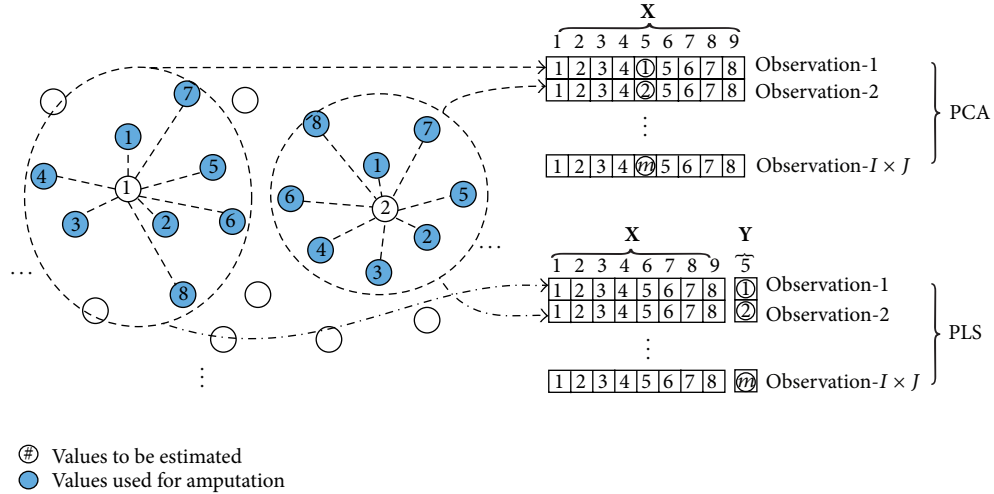 X
1 2 3 4 5 6 7 8 9
1 2 3 4 1 5 6 7 8 Observation-1
1 2 3 4 2 5 6 7 8 Observation-2
⋮
1 2 3 4 m 5 6 7 8 Observation-I × J
PCA
7
1
5
4
1
3
2
6
8
8
7
1
6
5
2
4
2
3
...
...
⋮
X Y
1 2 3 4 6 7 8 9 5
1 2 3 4 5 6 7 8 1 Observation-1
1 2 3 4 5 6 7 8 2 Observation-2
⋮
1 2 3 4 5 6 7 8 m Observation-I × J
PLS
# Values to be estimated
Values used for amputation